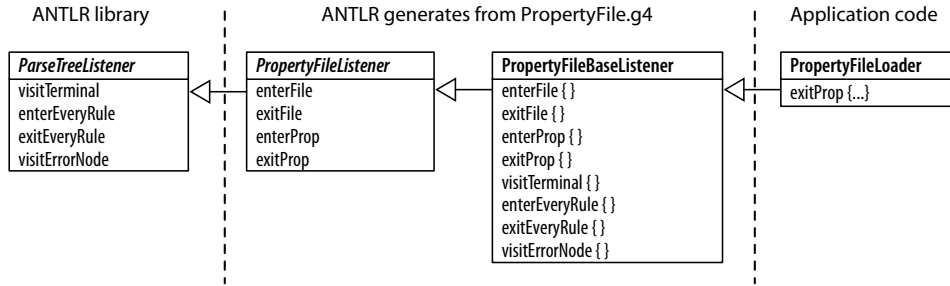 ANTLR library
ANTLR generates from PropertyFile.g4
Application code
ParseTreeListener
visitTerminal
enterEveryRule
exitEveryRule
visitErrorNode
PropertyFileListener
enterFile
exitFile
enterProp
exitProp
PropertyFileBaseListener
enterFile { }
exitFile { }
enterProp { }
exitProp { }
visitTerminal { }
enterEveryRule { }
exitEveryRule { }
visitErrorNode { }
PropertyFileLoader
exitProp {...}